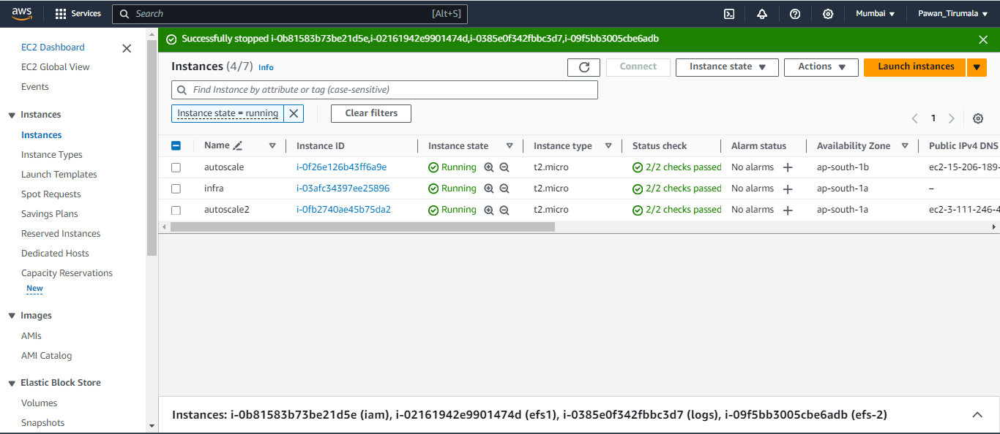 aws Services Search [Alt+S] Mumbai Pawan_Tirumala
Successfully stopped i-0b81583b73be21d5e,i-02161942e9901474d,i-0385e0f342fbbc3d7,i-09f5bb3005cbe6adb
EC2 Dashboard
EC2 Global View
Events
Instances
Instances
Instance Types
Launch Templates
Spot Requests
Savings Plans
Reserved Instances
Dedicated Hosts
Capacity Reservations
New
Images
AMIs
AMI Catalog
Elastic Block Store
Volumes
Snapshots
Instances (4/7) Info Connect Instance state Actions Launch instances
Find Instance by attribute or tag (case-sensitive)
Instance state = running Clear filters 1
Name Instance ID Instance state Instance type Status check Alarm status Availability Zone Public IPv4 DNS
autoscale i-0f26e126b43ff6a9e Running t2.micro 2/2 checks passed No alarms + ap-south-1b ec2-15-206-189-
infra i-03afc34397ee25896 Running t2.micro 2/2 checks passed No alarms + ap-south-1a –
autoscale2 i-0fb2740ae45b75da2 Running t2.micro 2/2 checks passed No alarms + ap-south-1a ec2-3-111-246-4
Instances: i-0b81583b73be21d5e (iam), i-02161942e9901474d (efs1), i-0385e0f342fbbc3d7 (logs), i-09f5bb3005cbe6adb (efs-2)